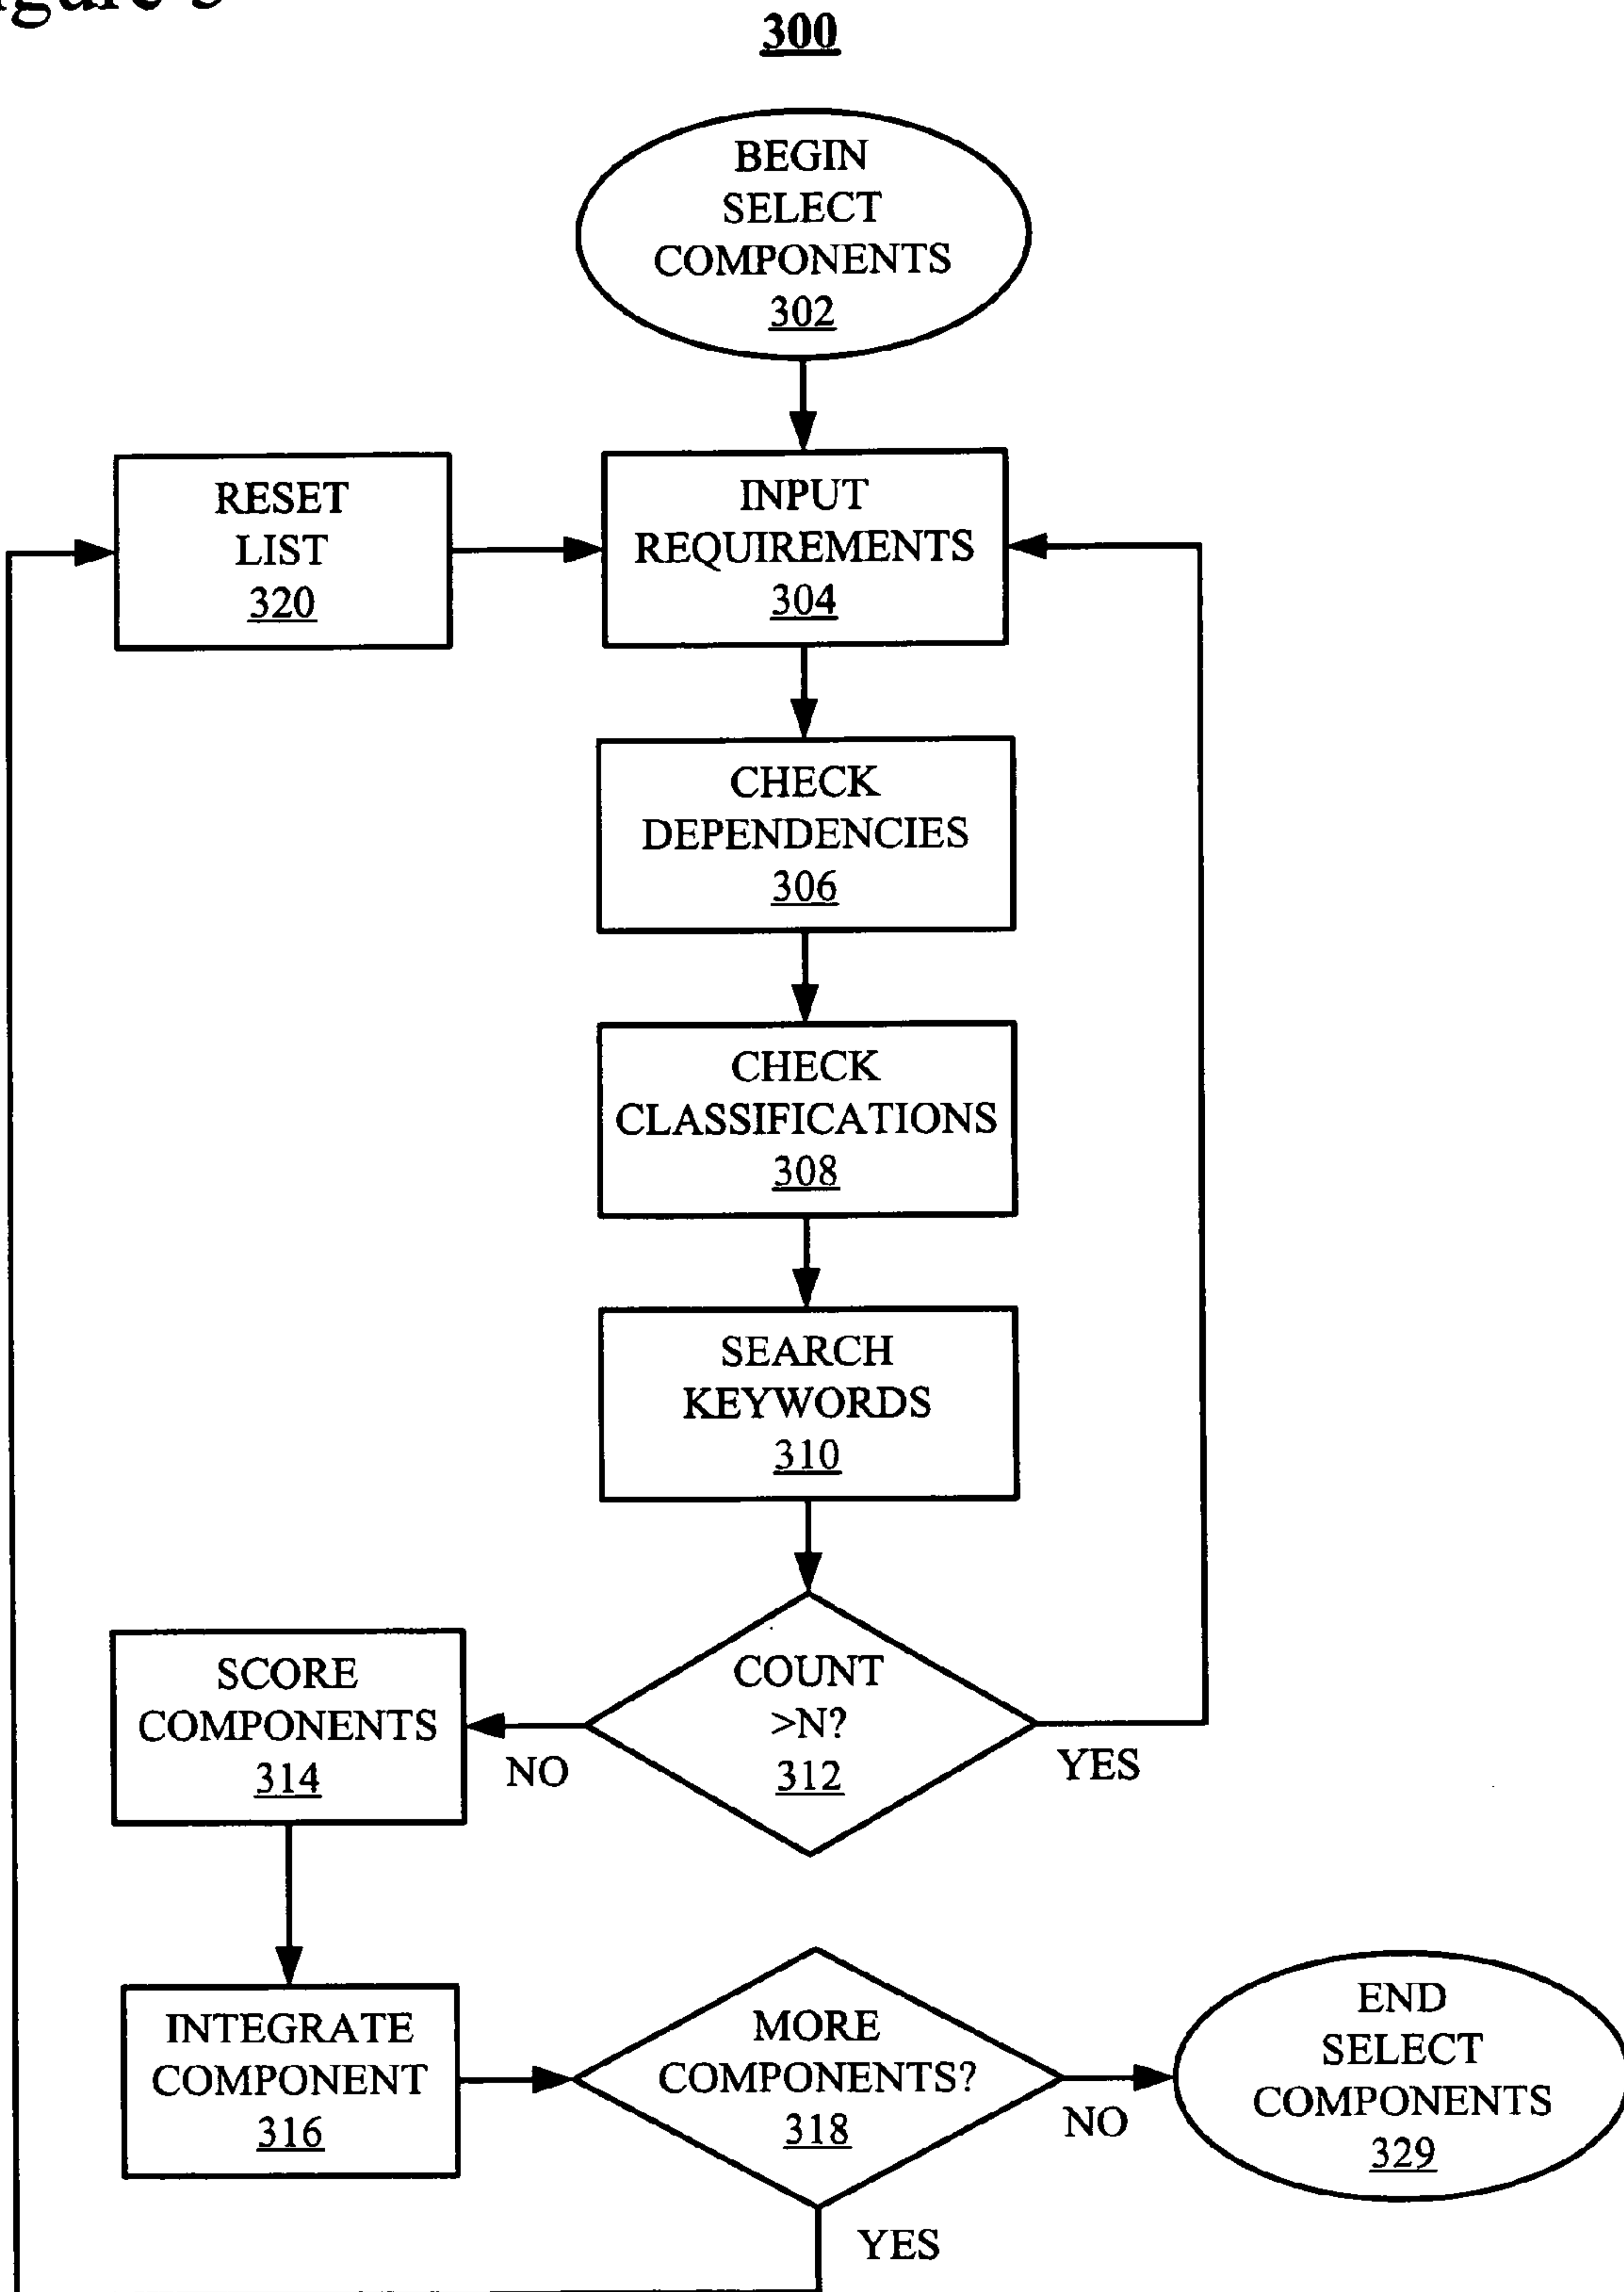 300
BEGIN
SELECT
COMPONENTS
302
RESET
LIST
320
INPUT
REQUIREMENTS
304
CHECK
DEPENDENCIES
306
CHECK
CLASSIFICATIONS
308
SEARCH
KEYWORDS
310
COUNT
>N?
312
YES
NO
SCORE
COMPONENTS
314
INTEGRATE
COMPONENT
316
MORE
COMPONENTS?
318
NO
YES
END
SELECT
COMPONENTS
329